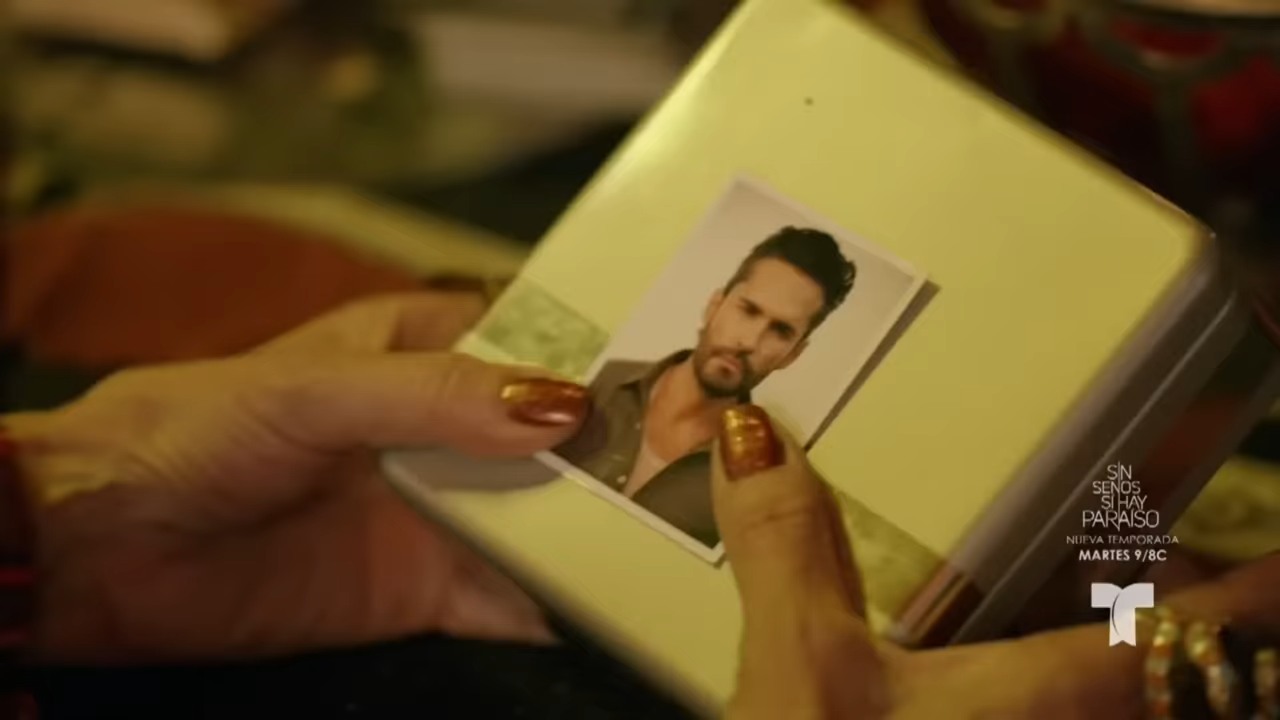 SIN
SENOS
SI HAY
PARAISO
NUEVA TEMPORADA
MARTES 9/8C